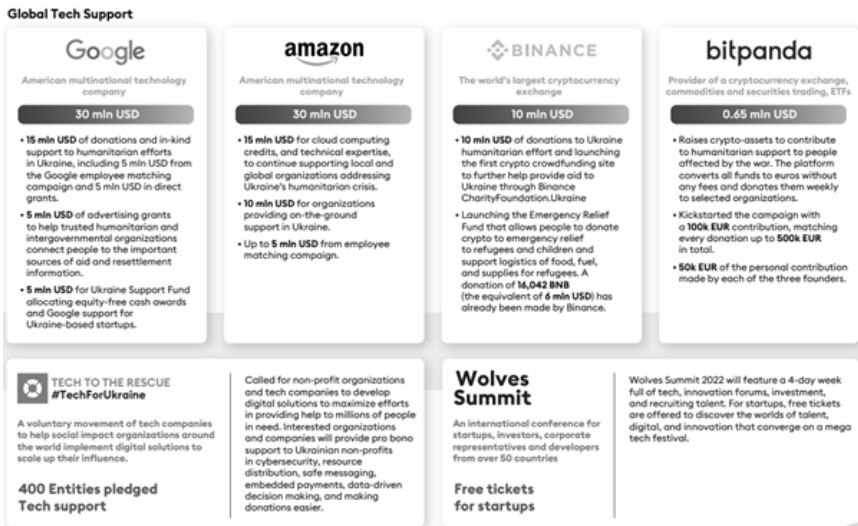 Global Tech Support
Google
American multinational technology
company
30 mln USD
• 15 mln USD of donations and in-kind
support to humanitarian efforts
in Ukraine, including 5 mln USD from
the Google employee matching
campaign and 5 mln USD in direct
grants.
• 5 mln USD of advertising grants
to help trusted humanitarian and
intergovernmental organizations
connect people to the important
sources of aid and resettlement
information.
• 5 mln USD for Ukraine Support Fund
allocating equity-free cash awards
and Google support for
Ukraine-based startups.
amazon
American multinational technology
company
30 mln USD
• 15 mln USD for cloud computing
credits, and technical expertise,
to continue supporting local and
global organizations addressing
Ukraine's humanitarian crisis.
• 10 mln USD for organizations
providing on-the-ground
support in Ukraine.
• Up to 5 mln USD from employee
matching campaign.
BINANCE
The world's largest cryptocurrency
exchange
10 mln USD
• 10 mln USD of donations to Ukraine
humanitarian effort and launching
the first crypto crowdfunding site
to further help provide aid to
Ukraine through Binance
CharityFoundation.Ukraine
• Launching the Emergency Relief
Fund that allows people to donate
crypto to emergency relief
to refugees and children and
support logistics of food, fuel,
and supplies for refugees. A
donation of 16,042 BNB
(the equivalent of 6 mln USD) has
already been made by Binance.
bitpanda
Provider of a cryptocurrency exchange,
commodities and securities trading, ETFs
0.65 mln USD
• Raises crypto-assets to contribute
to humanitarian support to people
affected by the war. The platform
converts all funds to euros without
any fees and donates them weekly
to selected organizations.
• Kickstarted the campaign with
a 100k EUR contribution, matching
every donation up to 500k EUR
in total.
• 50k EUR of the personal contribution
made by each of the three founders.
TECH TO THE RESCUE
#TechForUkraine
A voluntary movement of tech companies
to help social impact organizations around
the world implement digital solutions to
scale up their influence.
400 Entities pledged
Tech support
Called for non-profit organizations
and tech companies to develop
digital solutions to maximize efforts
in providing help to millions of people
in need. Interested organizations
and companies will provide pro bono
support to Ukrainian non-profits
in cybersecurity, resource
distribution, safe messaging,
embedded payments, data-driven
decision making, and making
donations easier.
Wolves
Summit
An international conference for
startups, investors, corporate
representatives and developers
from over 50 countries
Free tickets
for startups
Wolves Summit 2022 will feature a 4-day week
full of tech, innovation forums, investment,
and recruiting talent. For startups, free tickets
are offered to discover the worlds of talent,
digital, and innovation that converge on a mega
tech festival.